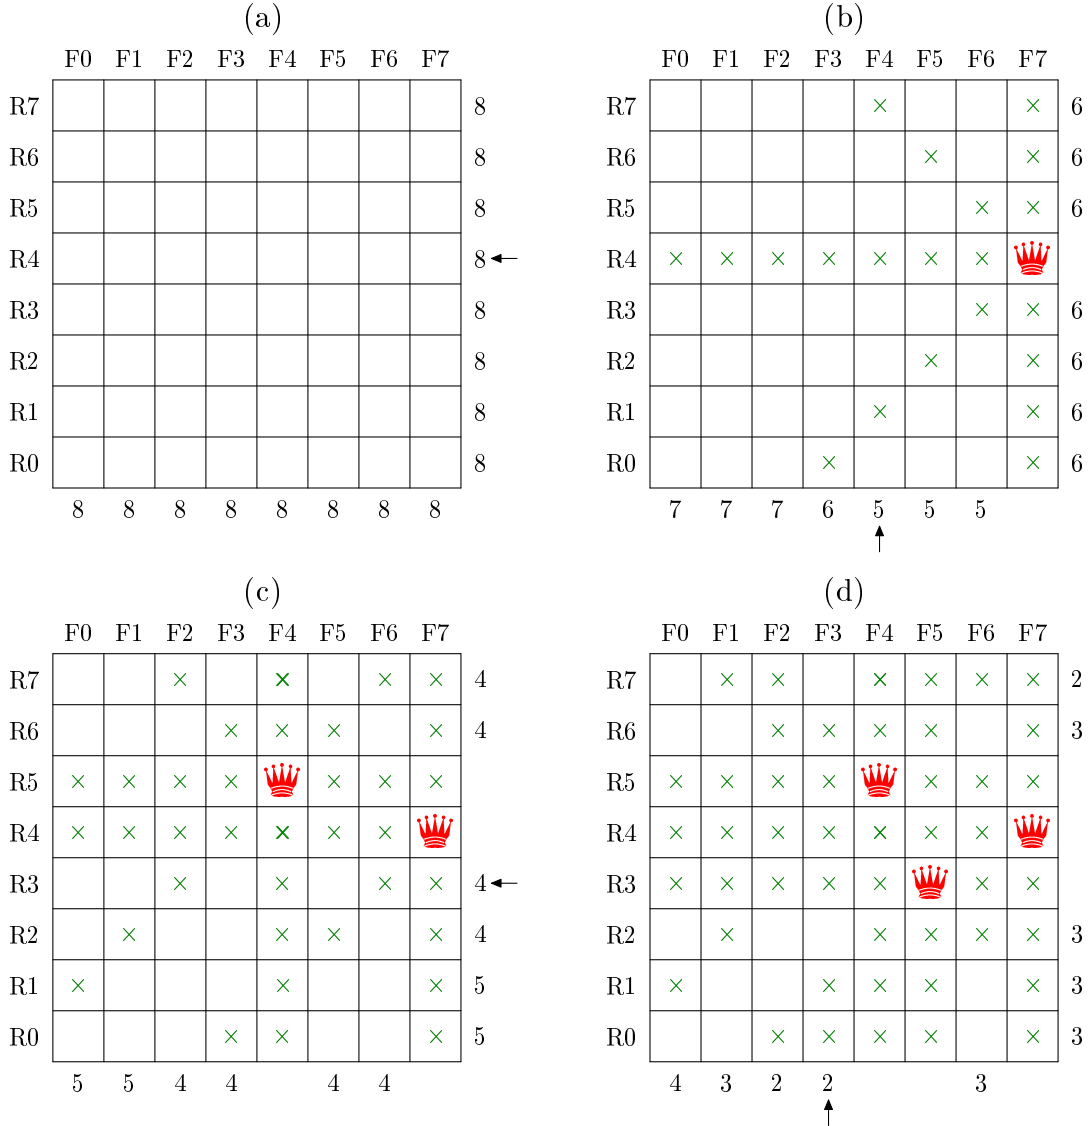 (a)
F0 F1 F2 F3 F4 F5 F6 F7
R7 8
R6 8
R5 8
R4 8
R3 8
R2 8
R1 8
R0 8
8 8 8 8 8 8 8 8
(b)
F0 F1 F2 F3 F4 F5 F6 F7
R7 6
R6 6
R5 6
R4
R3 6
R2 6
R1 6
R0 6
7 7 7 6 5 5 5
(c)
F0 F1 F2 F3 F4 F5 F6 F7
R7 4
R6 4
R5
R4
R3 4
R2 4
R1 5
R0 5
5 5 4 4 4 4
(d)
F0 F1 F2 F3 F4 F5 F6 F7
R7 2
R6 3
R5
R4
R3
R2 3
R1 3
R0 3
4 3 2 2 3